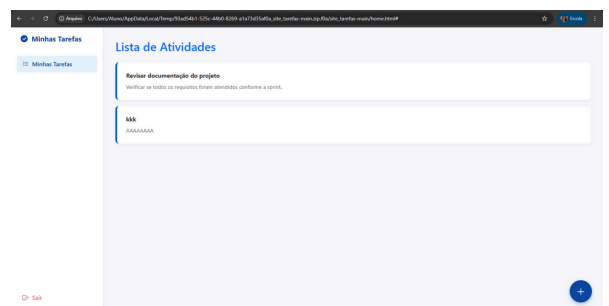 Arquivo C:/Users/Aluno/AppData/Local/Temp/93ad54b1-525c-44b0-8269-a1a73d35af8a_site_tarefas-main.zip.f0a/site_tarefas-main/home.html#
Escola
Minhas Tarefas
Minhas Tarefas
Lista de Atividades
Revisar documentação do projeto
Verificar se todos os requisitos foram atendidos conforme a sprint.
kkk
AAAAAAAA
Sair
+